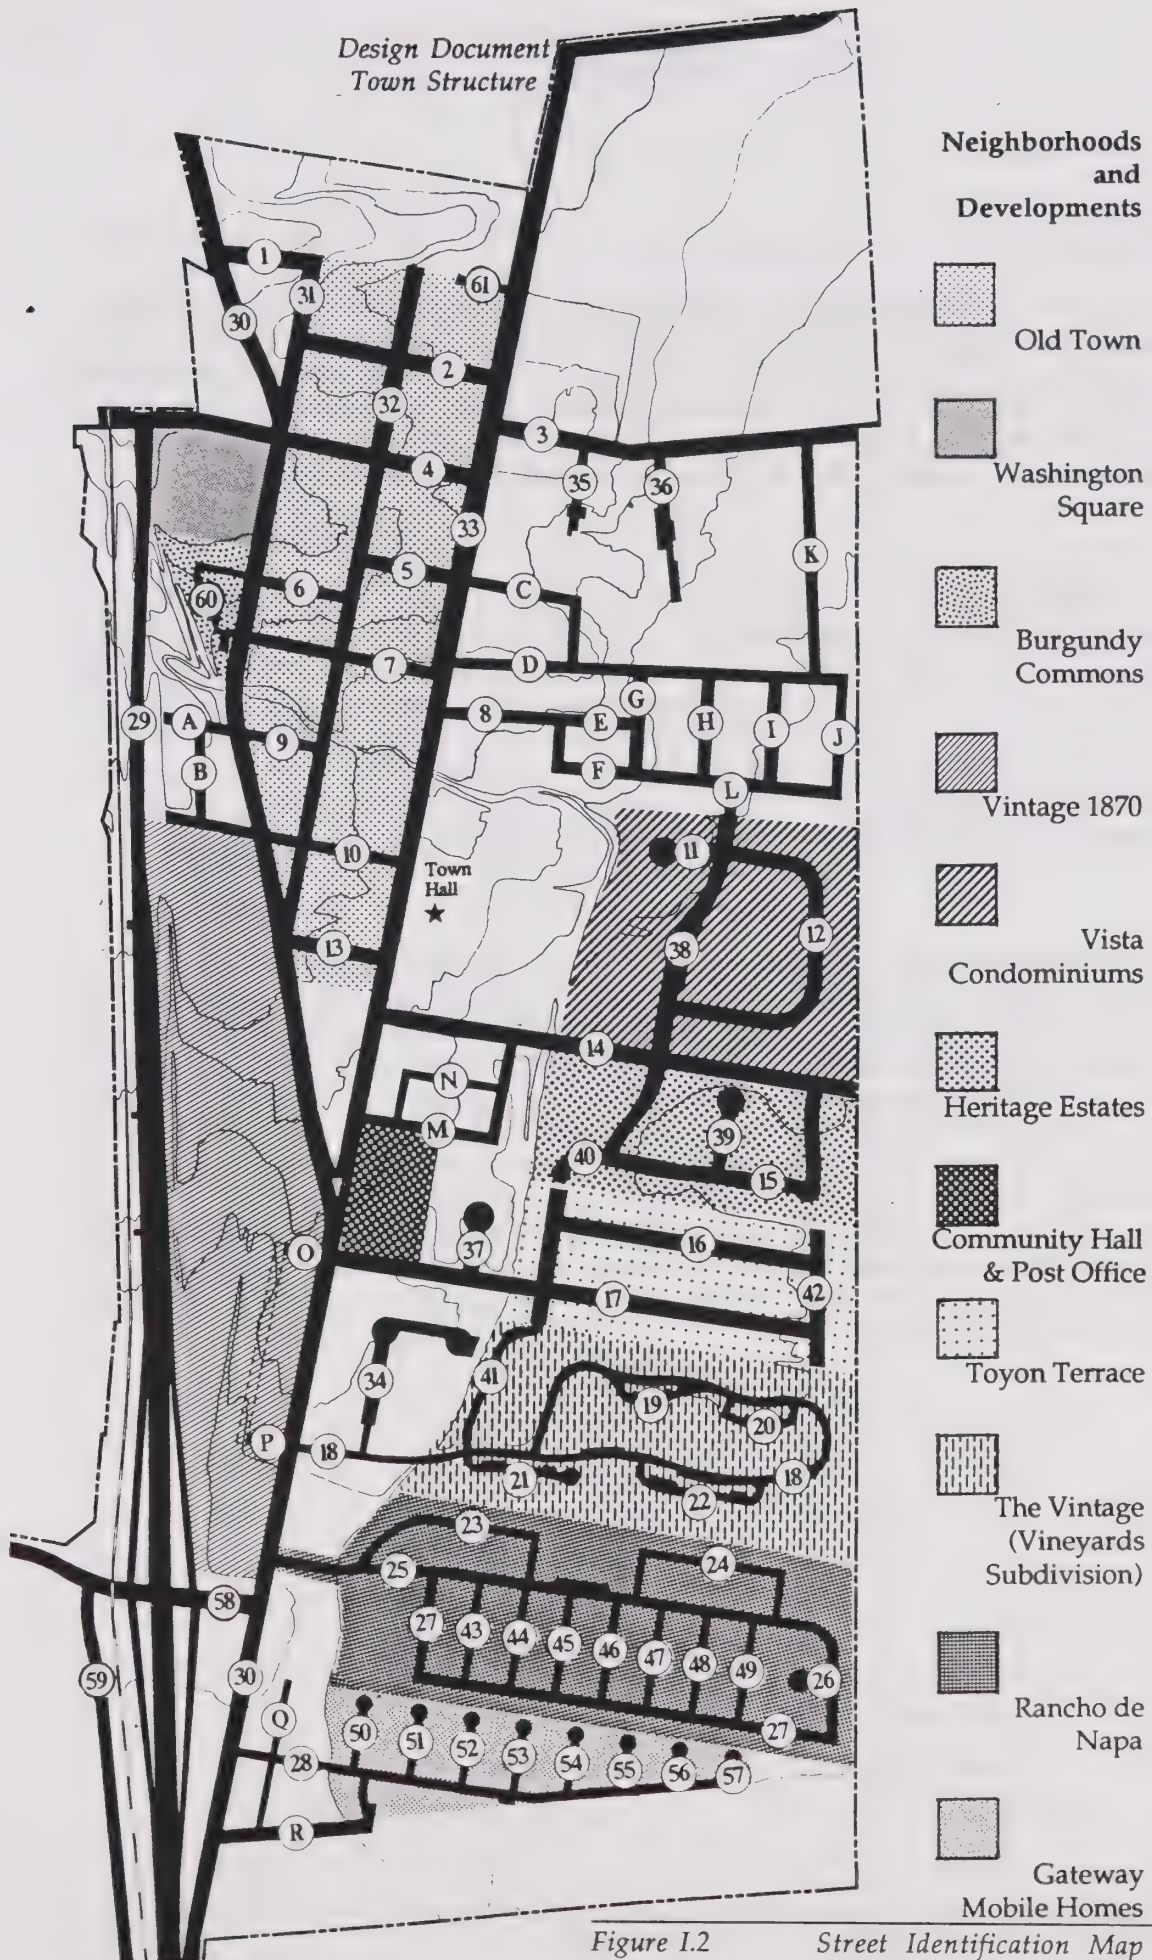 Design Document
Town Structure
Neighborhoods
and
Developments
Old Town
Washington
Square
Burgundy
Commons
Vintage 1870
Vista
Condominiums
Heritage Estates
Community Hall
& Post Office
Toyon Terrace
The Vintage
(Vineyards
Subdivision)
Rancho de
Napa
Gateway
Mobile Homes
1
31
61
30
2
32
3
4
35
36
33
K
5
C
6
60
7
D
G
29
A
8
E
H
I
J
9
B
F
L
10
11
Town
Hall
12
13
38
14
N
M
39
40
15
37
16
O
42
17
34
41
19
20
P
18
21
18
22
23
24
25
58
27
43
44
45
46
47
48
49
59
30
26
Q
27
50
51
52
53
54
55
56
57
28
R
Figure I.2 Street Identification Map